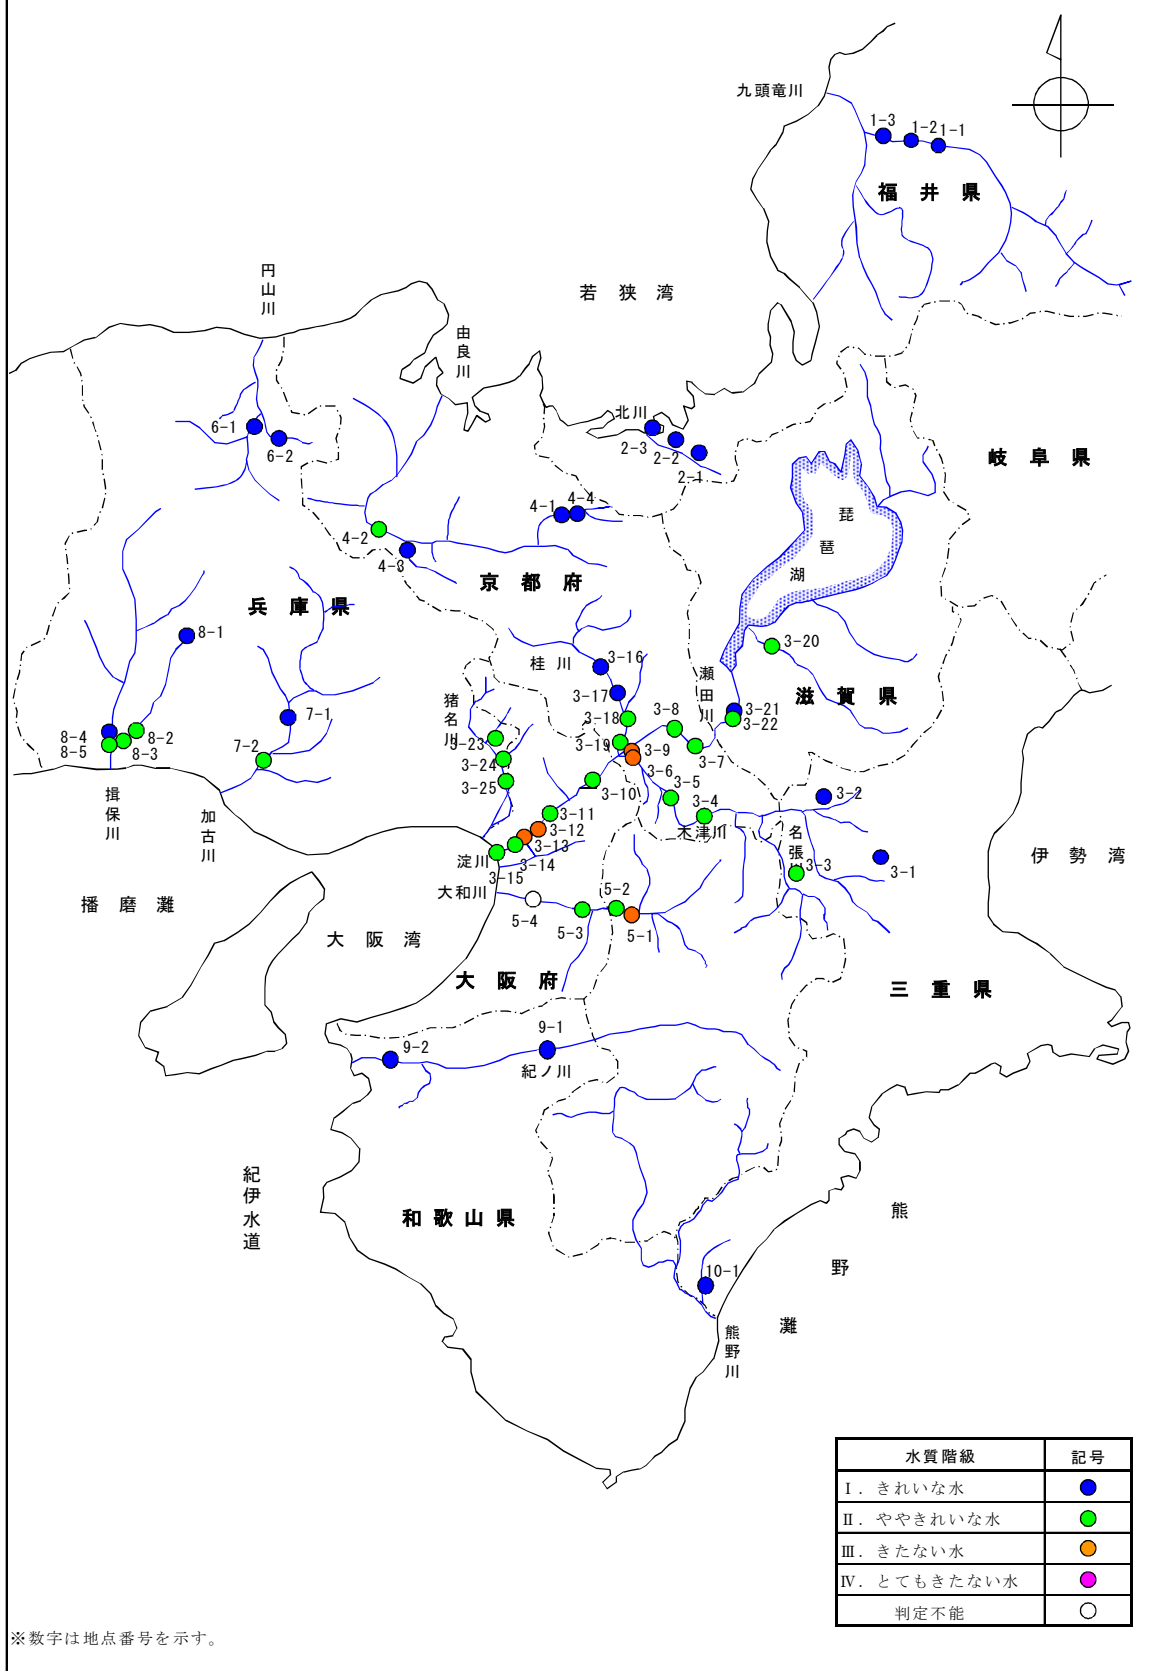 九頭竜川
1-3
1-2
1-1
福井県
円山川
若狭湾
由良川
北川
6-1
6-2
2-3
2-2
2-1
岐阜県
4-1
4-4
4-2
4-3
琵琶湖
京都府
兵庫県
8-1
桂川
3-16
3-20
瀬田川
滋賀県
猪名川
3-17
3-18
3-8
3-21
3-22
7-1
8-4
8-5
8-2
8-3
7-2
3-23
3-24
3-25
3-19
3-9
3-6
3-7
3-5
3-10
3-4
3-2
揖保川
加古川
3-11
3-12
3-13
3-14
3-15
木津川
名張川
3-3
3-1
伊勢湾
淀川
大和川
播磨灘
大阪湾
5-4
5-3
5-2
5-1
大阪府
三重県
9-2
9-1
紀ノ川
紀伊水道
和歌山県
熊野灘
10-1
熊野川
水質階級 記号
Ⅰ. きれいな水
Ⅱ. ややきれいな水
Ⅲ. きたない水
Ⅳ. とてもきたない水
判定不能
※数字は地点番号を示す。